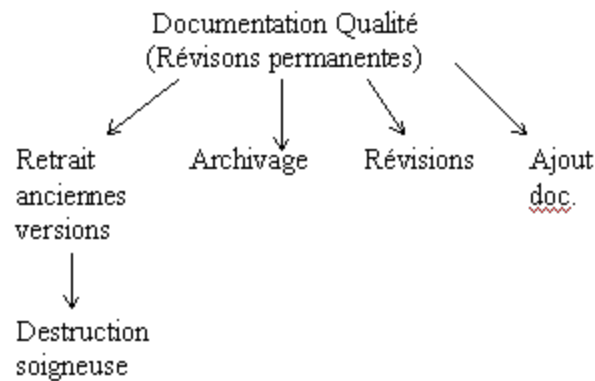 Documentation Qualité
(Révisons permanentes)
Retrait
anciennes
versions
Archivage
Révisions
Ajout
doc.
Destruction
soigneuse